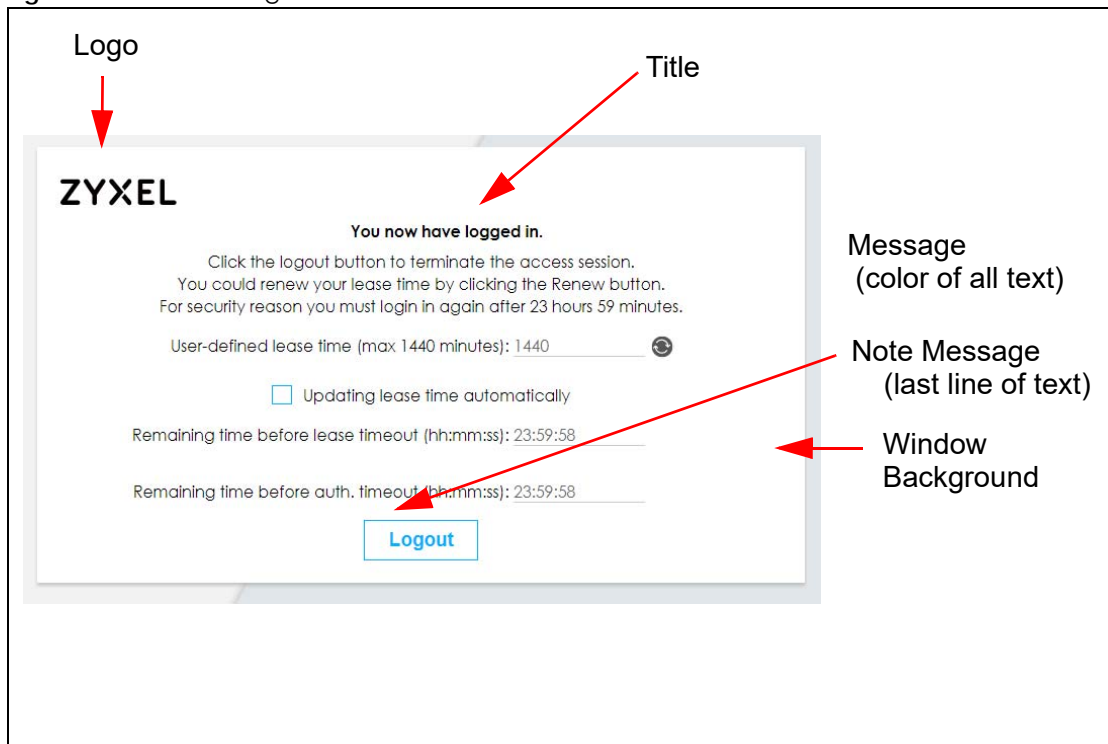 Logo
Title
ZYXEL
You now have logged in.
Click the logout button to terminate the access session.
You could renew your lease time by clicking the Renew button.
For security reason you must login in again after 23 hours 59 minutes.
User-defined lease time (max 1440 minutes): 1440
Updating lease time automatically
Remaining time before lease timeout (hh:mm:ss): 23:59:58
Remaining time before auth. timeout (hh:mm:ss): 23:59:58
Logout
Message
(color of all text)
Note Message
(last line of text)
Window
Background